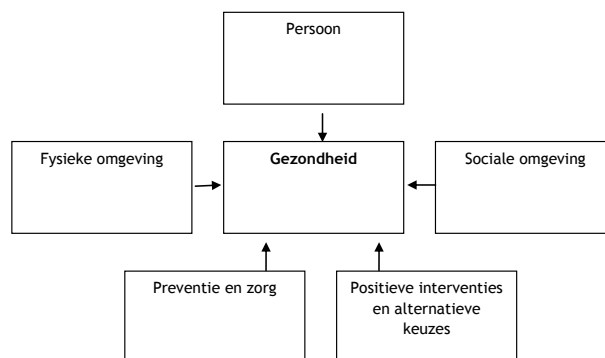 Persoon
Fysieke omgeving
Gezondheid
Sociale omgeving
Preventie en zorg
Positieve interventies
en alternatieve
keuzes